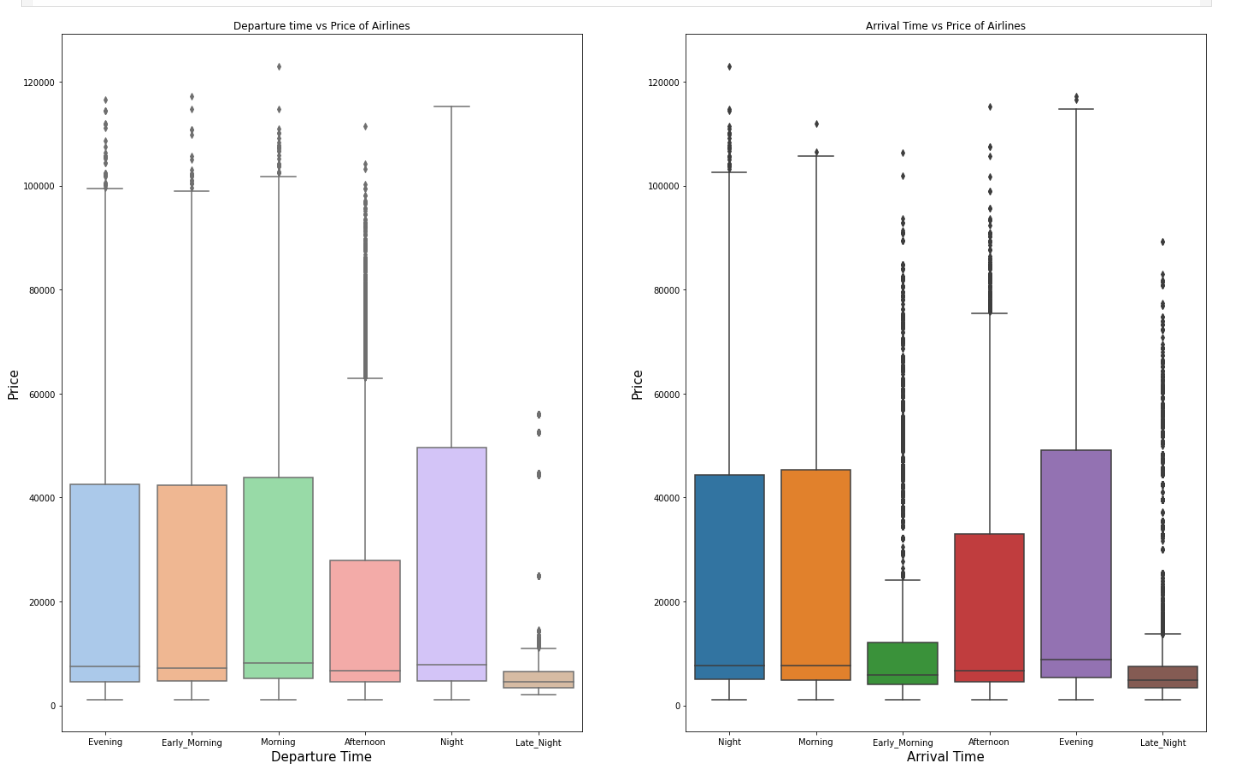 Departure time vs Price of Airlines
120000
100000
80000
60000
40000
20000
0
Price
Evening
Early_Morning
Morning
Afternoon
Night
Late_Night
Departure Time
Arrival Time vs Price of Airlines
120000
100000
80000
60000
40000
20000
0
Price
Night
Morning
Early_Morning
Afternoon
Evening
Late_Night
Arrival Time